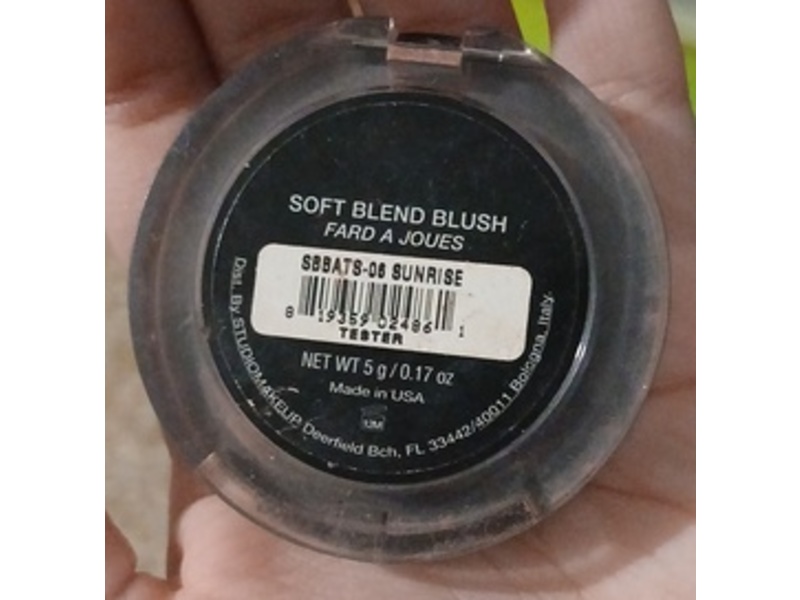 SOFT BLEND BLUSH
FARD A JOUES
SBBATS-06 SUNRISE
8 19359 02486 1
TESTER
NET WT 5 g / 0.17 oz
Made in USA
12M
Dist. By STUDIOMAKEUP, Deerfield Bch, FL 33442/40011 Bologna, Italy.